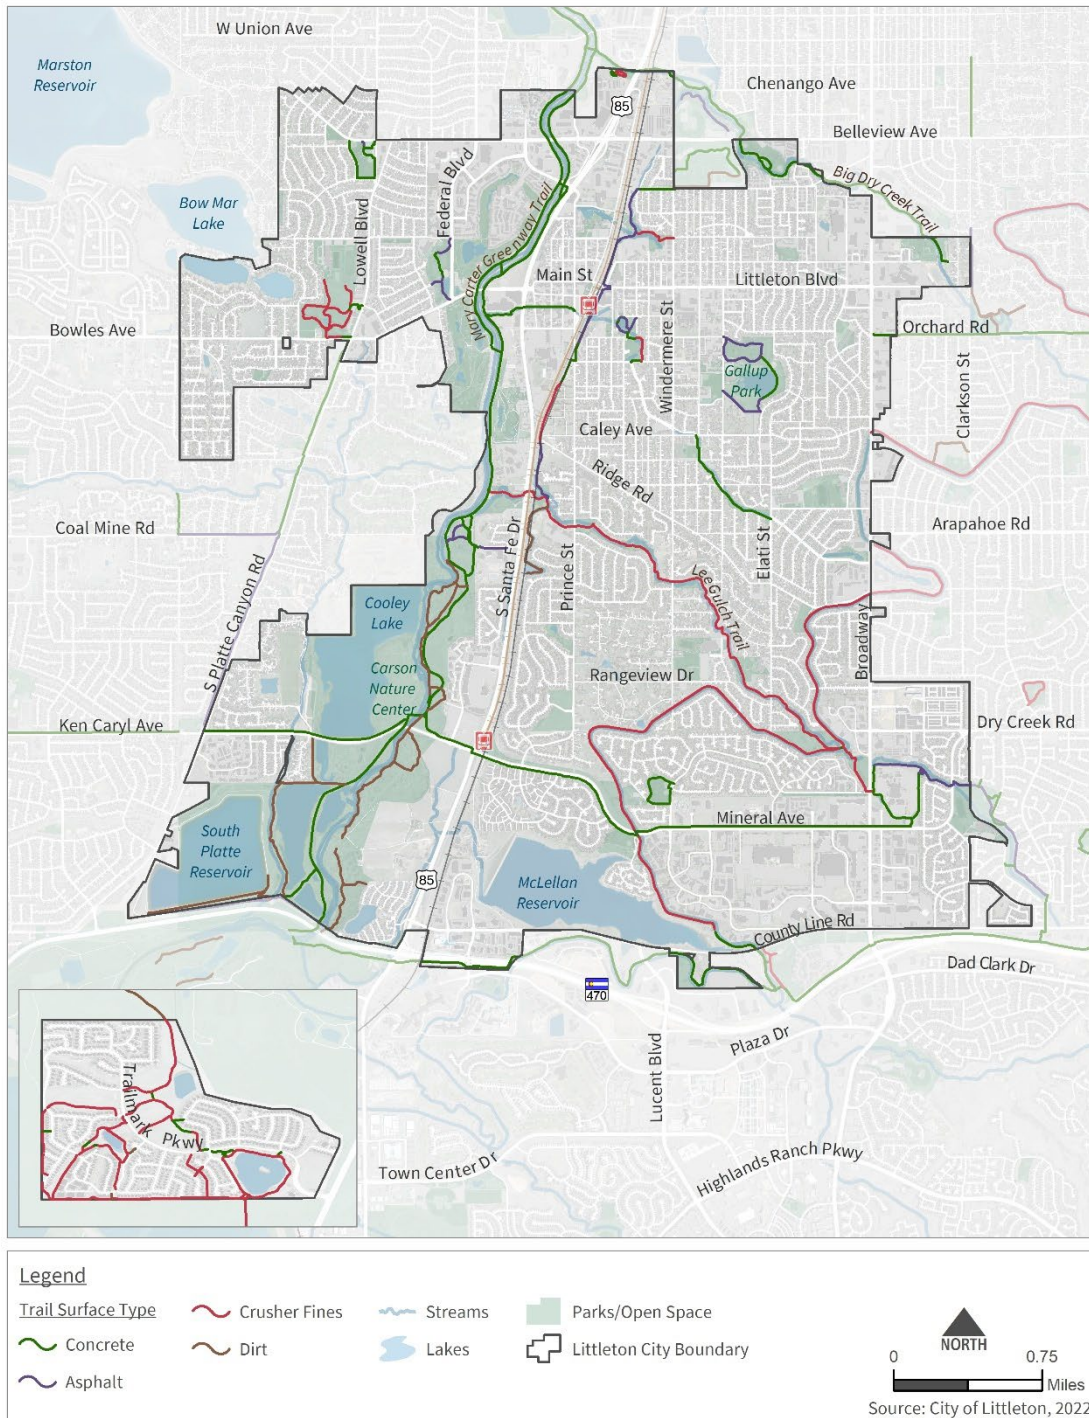 W Union Ave
Marston
Reservoir
Chenango Ave
85
Belleview Ave
Big Dry Creek Trail
Bow Mar
Lake
Federal Blvd
Lowell Blvd
Mary Carter Greenway Trail
Main St
Littleton Blvd
Bowles Ave
Orchard Rd
Windermere St
Gallup
Park
Clarkson St
Caley Ave
Ridge Rd
Coal Mine Rd
Arapahoe Rd
S Santa Fe Dr
Prince St
Elati St
Lee Gulch Trail
Cooley
Lake
S Platte Canyon Rd
Carson
Nature
Center
Rangeview Dr
Broadway
Ken Caryl Ave
Dry Creek Rd
South
Platte
Reservoir
Mineral Ave
85
McLellan
Reservoir
County Line Rd
Dad Clark Dr
470
Plaza Dr
Lucent Blvd
Trailmark
Pkwy
Town Center Dr
Highlands Ranch Pkwy
Legend
Trail Surface Type
Concrete
Asphalt
Crusher Fines
Dirt
Streams
Lakes
Parks/Open Space
Littleton City Boundary
NORTH
0 0.75
Miles
Source: City of Littleton, 2022